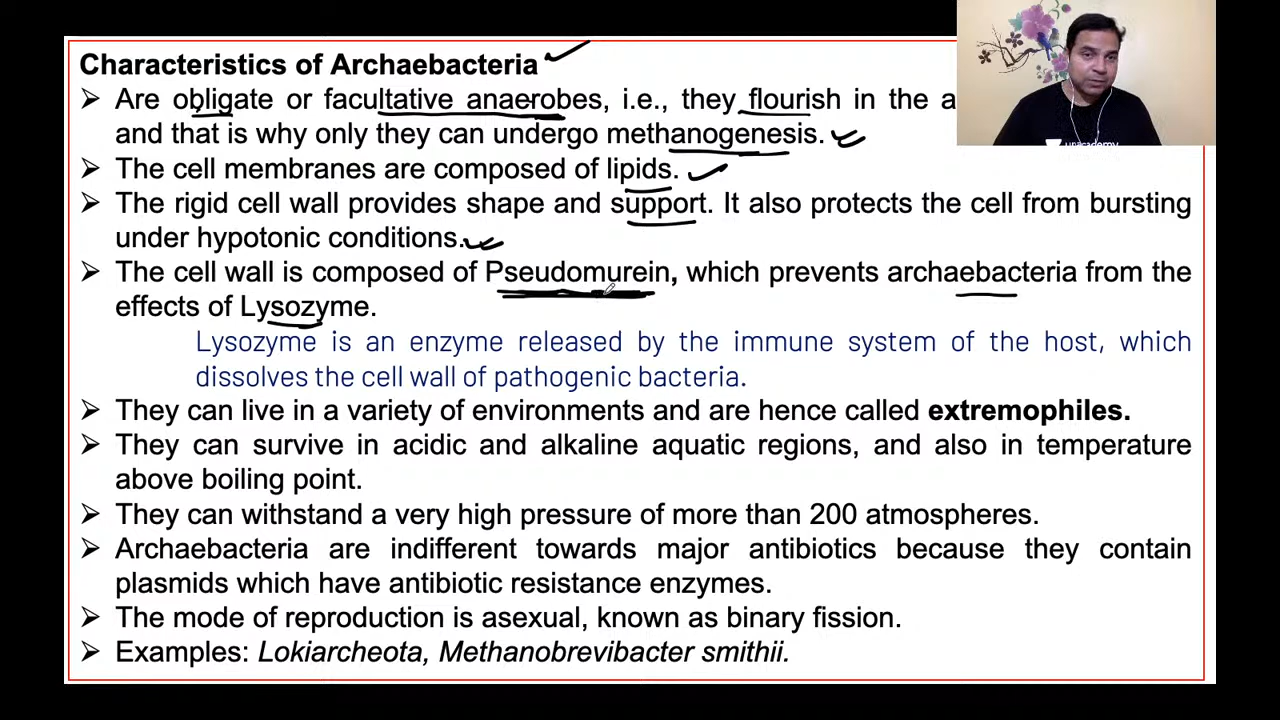 Characteristics of Archaebacteria
➢ Are obligate or facultative anaerobes, i.e., they flourish in the a
and that is why only they can undergo methanogenesis.
➢ The cell membranes are composed of lipids.
➢ The rigid cell wall provides shape and support. It also protects the cell from bursting
under hypotonic conditions.
➢ The cell wall is composed of Pseudomurein, which prevents archaebacteria from the
effects of Lysozyme.
Lysozyme is an enzyme released by the immune system of the host, which
dissolves the cell wall of pathogenic bacteria.
➢ They can live in a variety of environments and are hence called extremophiles.
➢ They can survive in acidic and alkaline aquatic regions, and also in temperature
above boiling point.
➢ They can withstand a very high pressure of more than 200 atmospheres.
➢ Archaebacteria are indifferent towards major antibiotics because they contain
plasmids which have antibiotic resistance enzymes.
➢ The mode of reproduction is asexual, known as binary fission.
➢ Examples: Lokiarcheota, Methanobrevibacter smithii.